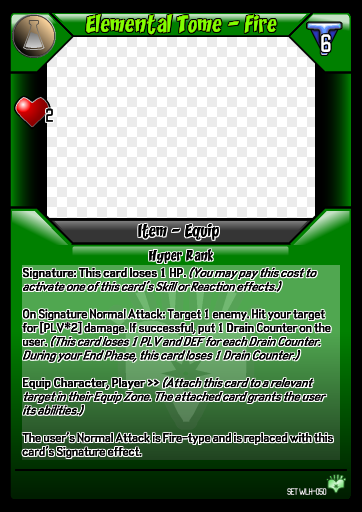 Elemental Tome - Fire
6
2
Item - Equip
Hyper Rank
Signature: This card loses 1 HP. (You may pay this cost to
activate one of this card's Skill or Reaction effects.)
On Signature Normal Attack: Target 1 enemy. Hit your target
for [PLV*2] damage. If successful, put 1 Drain Counter on the
user. (This card loses 1 PLV and DEF for each Drain Counter.
During your End Phase, this card loses 1 Drain Counter.)
Equip Character, Player >> (Attach this card to a relevant
target in their Equip Zone. The attached card grants the user
its abilities.)
The user's Normal Attack is Fire-type and is replaced with this
card's Signature effect.
SET WLH-050